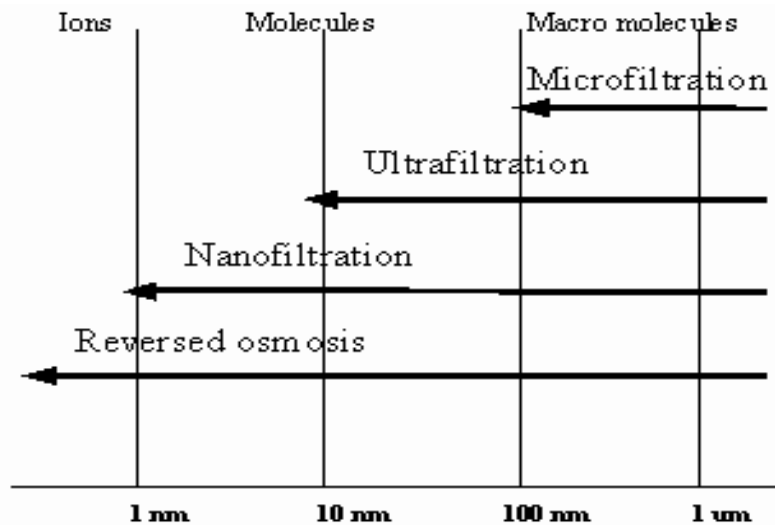 Ions Molecules Macro molecules
Microfiltration
Ultrafiltration
Nanofiltration
Reversed osmosis
1 nm 10 nm 100 nm 1 um